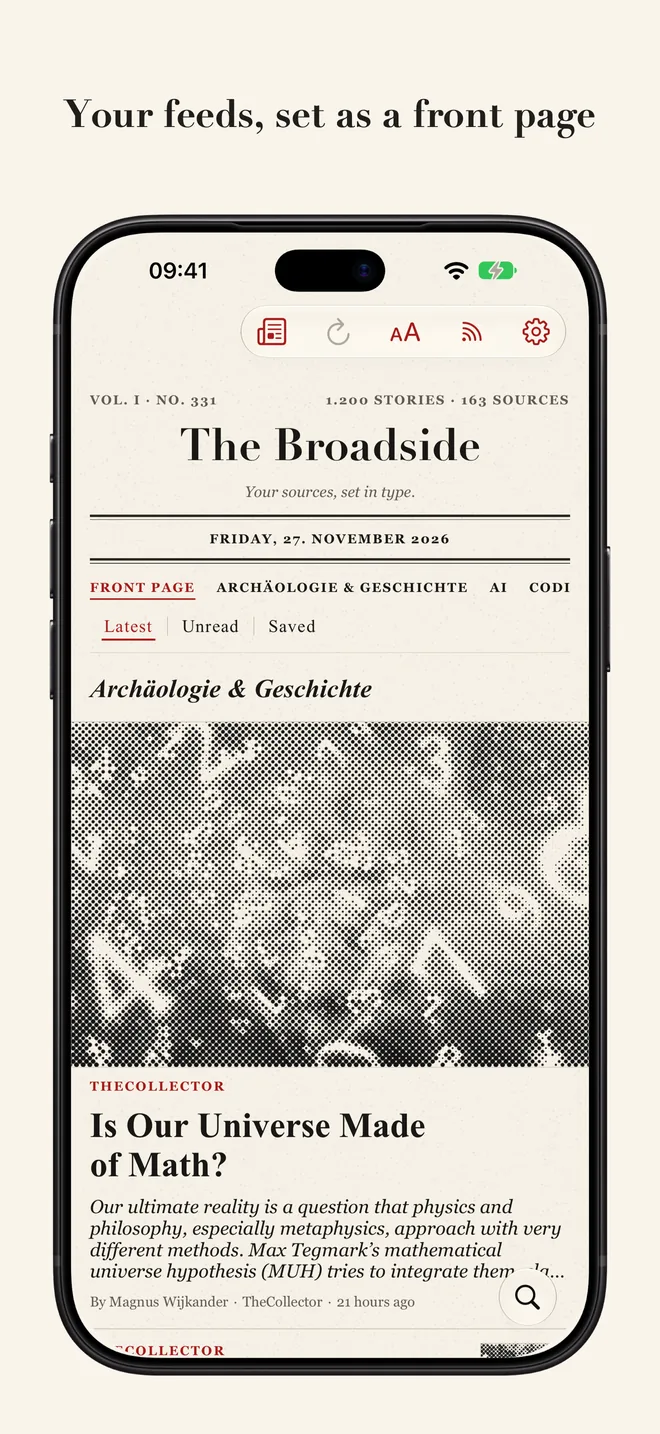 Your feeds, set as a front page
09:41
AA
VOL. I · NO. 331
1.200 STORIES · 163 SOURCES
The Broadside
Your sources, set in type.
FRIDAY, 27. NOVEMBER 2026
FRONT PAGE ARCHÄOLOGIE & GESCHICHTE AI CODI
Latest Unread Saved
Archäologie & Geschichte
THECOLLECTOR
Is Our Universe Made
of Math?
Our ultimate reality is a question that physics and
philosophy, especially metaphysics, approach with very
different methods. Max Tegmark’s mathematical
universe hypothesis (MUH) tries to integrate them
By Magnus Wijkander · TheCollector · 21 hours ago
ECOLLECTOR